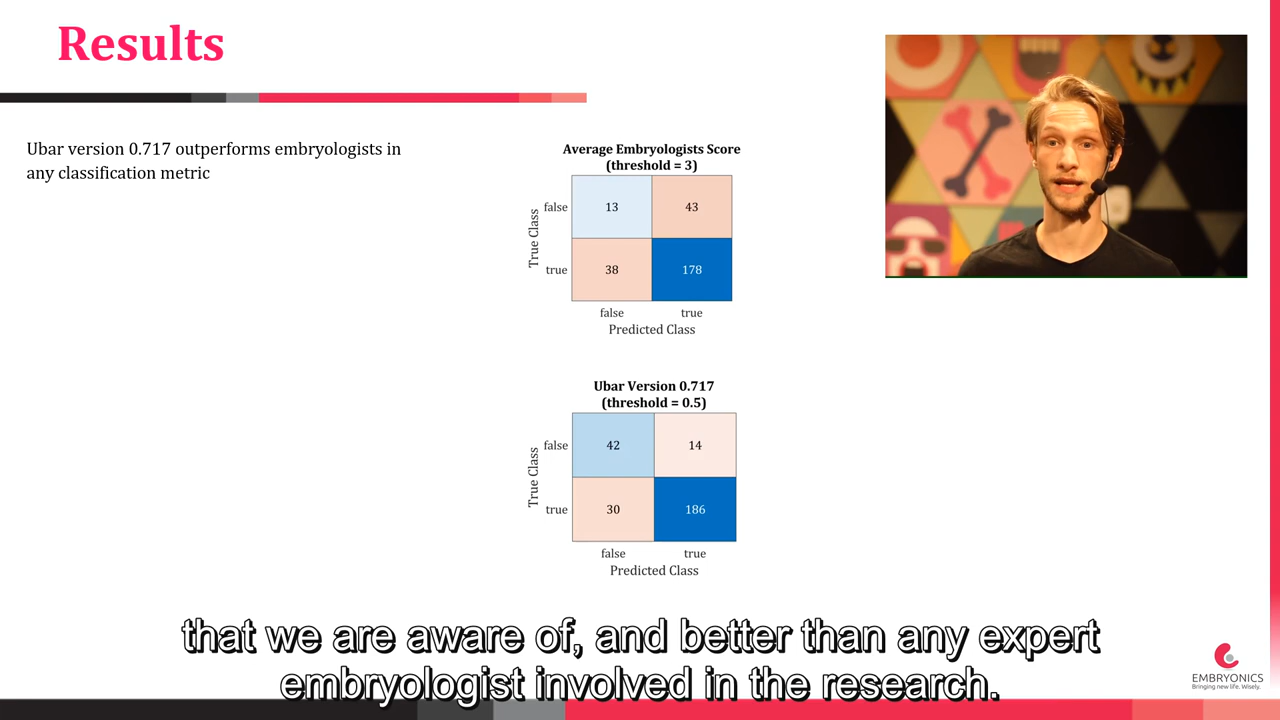 Results
Ubar version 0.717 outperforms embryologists in
any classification metric
Average Embryologists Score
(threshold = 3)
True Class
false
13
43
true
38
178
false
true
Predicted Class
Ubar Version 0.717
(threshold = 0.5)
True Class
false
42
14
true
30
186
false
true
Predicted Class
that we are aware of, and better than any expert
embryologist involved in the research.
EMBRYONICS
Bringing new life. Wisely.